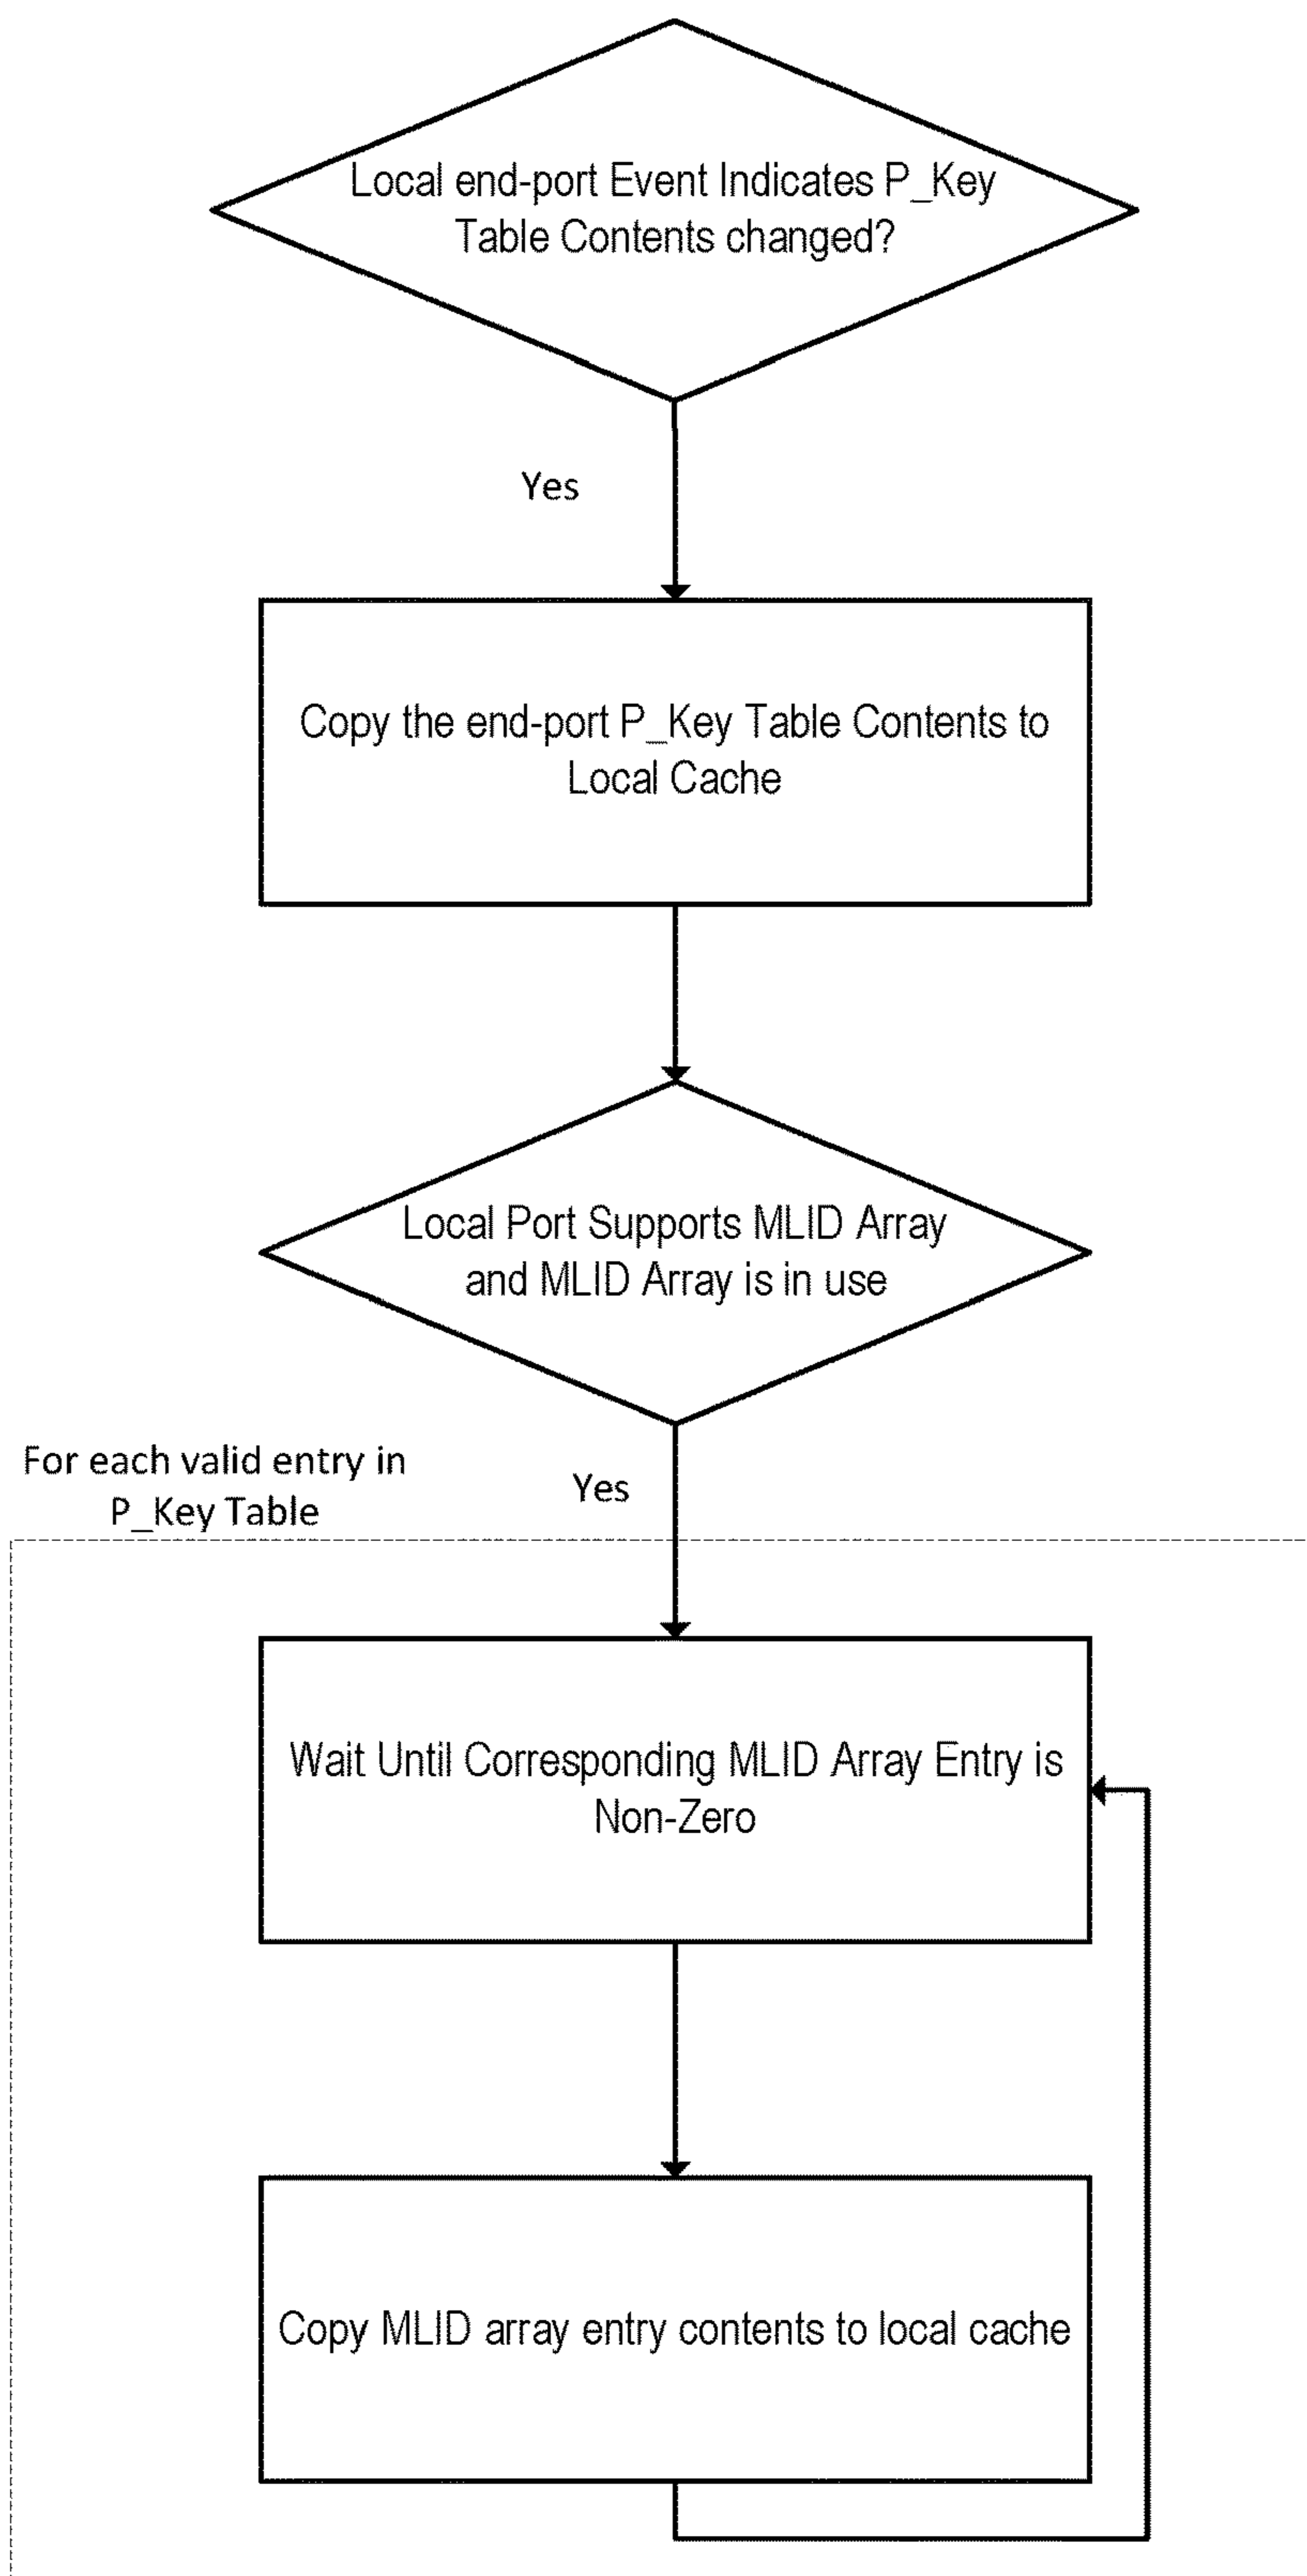 Local end-port Event Indicates P_Key
Table Contents changed?
Yes
Copy the end-port P_Key Table Contents to
Local Cache
Local Port Supports MLID Array
and MLID Array is in use
For each valid entry in
P_Key Table
Yes
Wait Until Corresponding MLID Array Entry is
Non-Zero
Copy MLID array entry contents to local cache